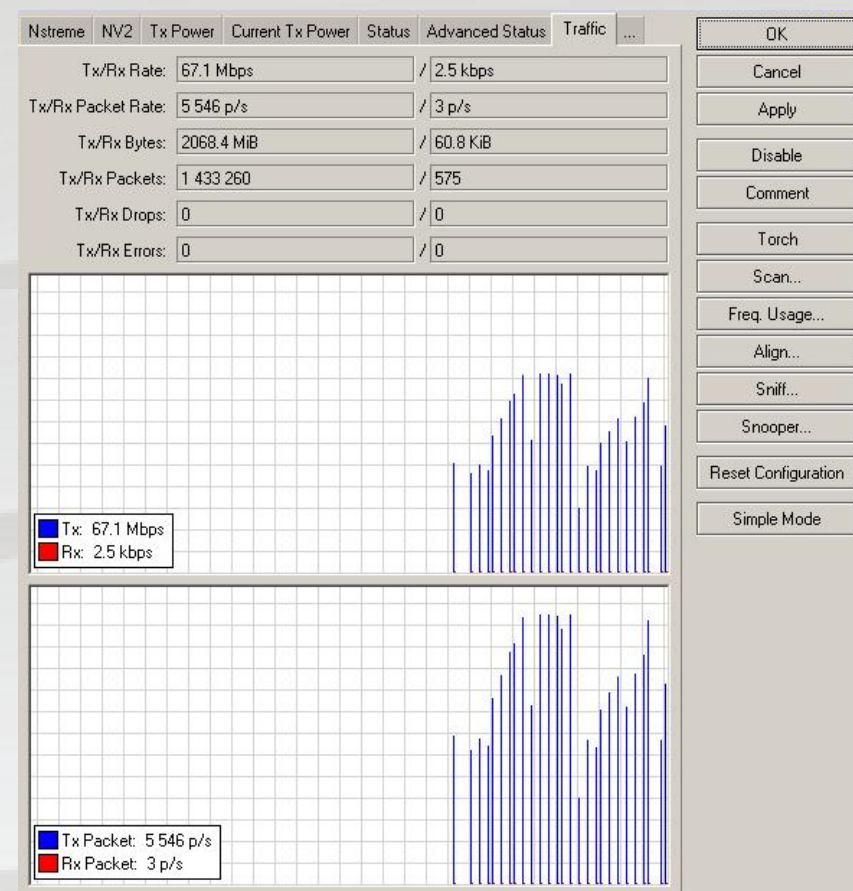 Nstreme NV2 Tx Power Current Tx Power Status Advanced Status Traffic ...
Tx/Rx Rate: 67.1 Mbps / 2.5 kbps
Tx/Rx Packet Rate: 5 546 p/s / 3 p/s
Tx/Rx Bytes: 2068.4 MiB / 60.8 KiB
Tx/Rx Packets: 1 433 260 / 575
Tx/Rx Drops: 0 / 0
Tx/Rx Errors: 0 / 0
Tx: 67.1 Mbps
Rx: 2.5 kbps
Tx Packet: 5 546 p/s
Rx Packet: 3 p/s
OK
Cancel
Apply
Disable
Comment
Torch
Scan...
Freq. Usage...
Align...
Sniff...
Snooper...
Reset Configuration
Simple Mode